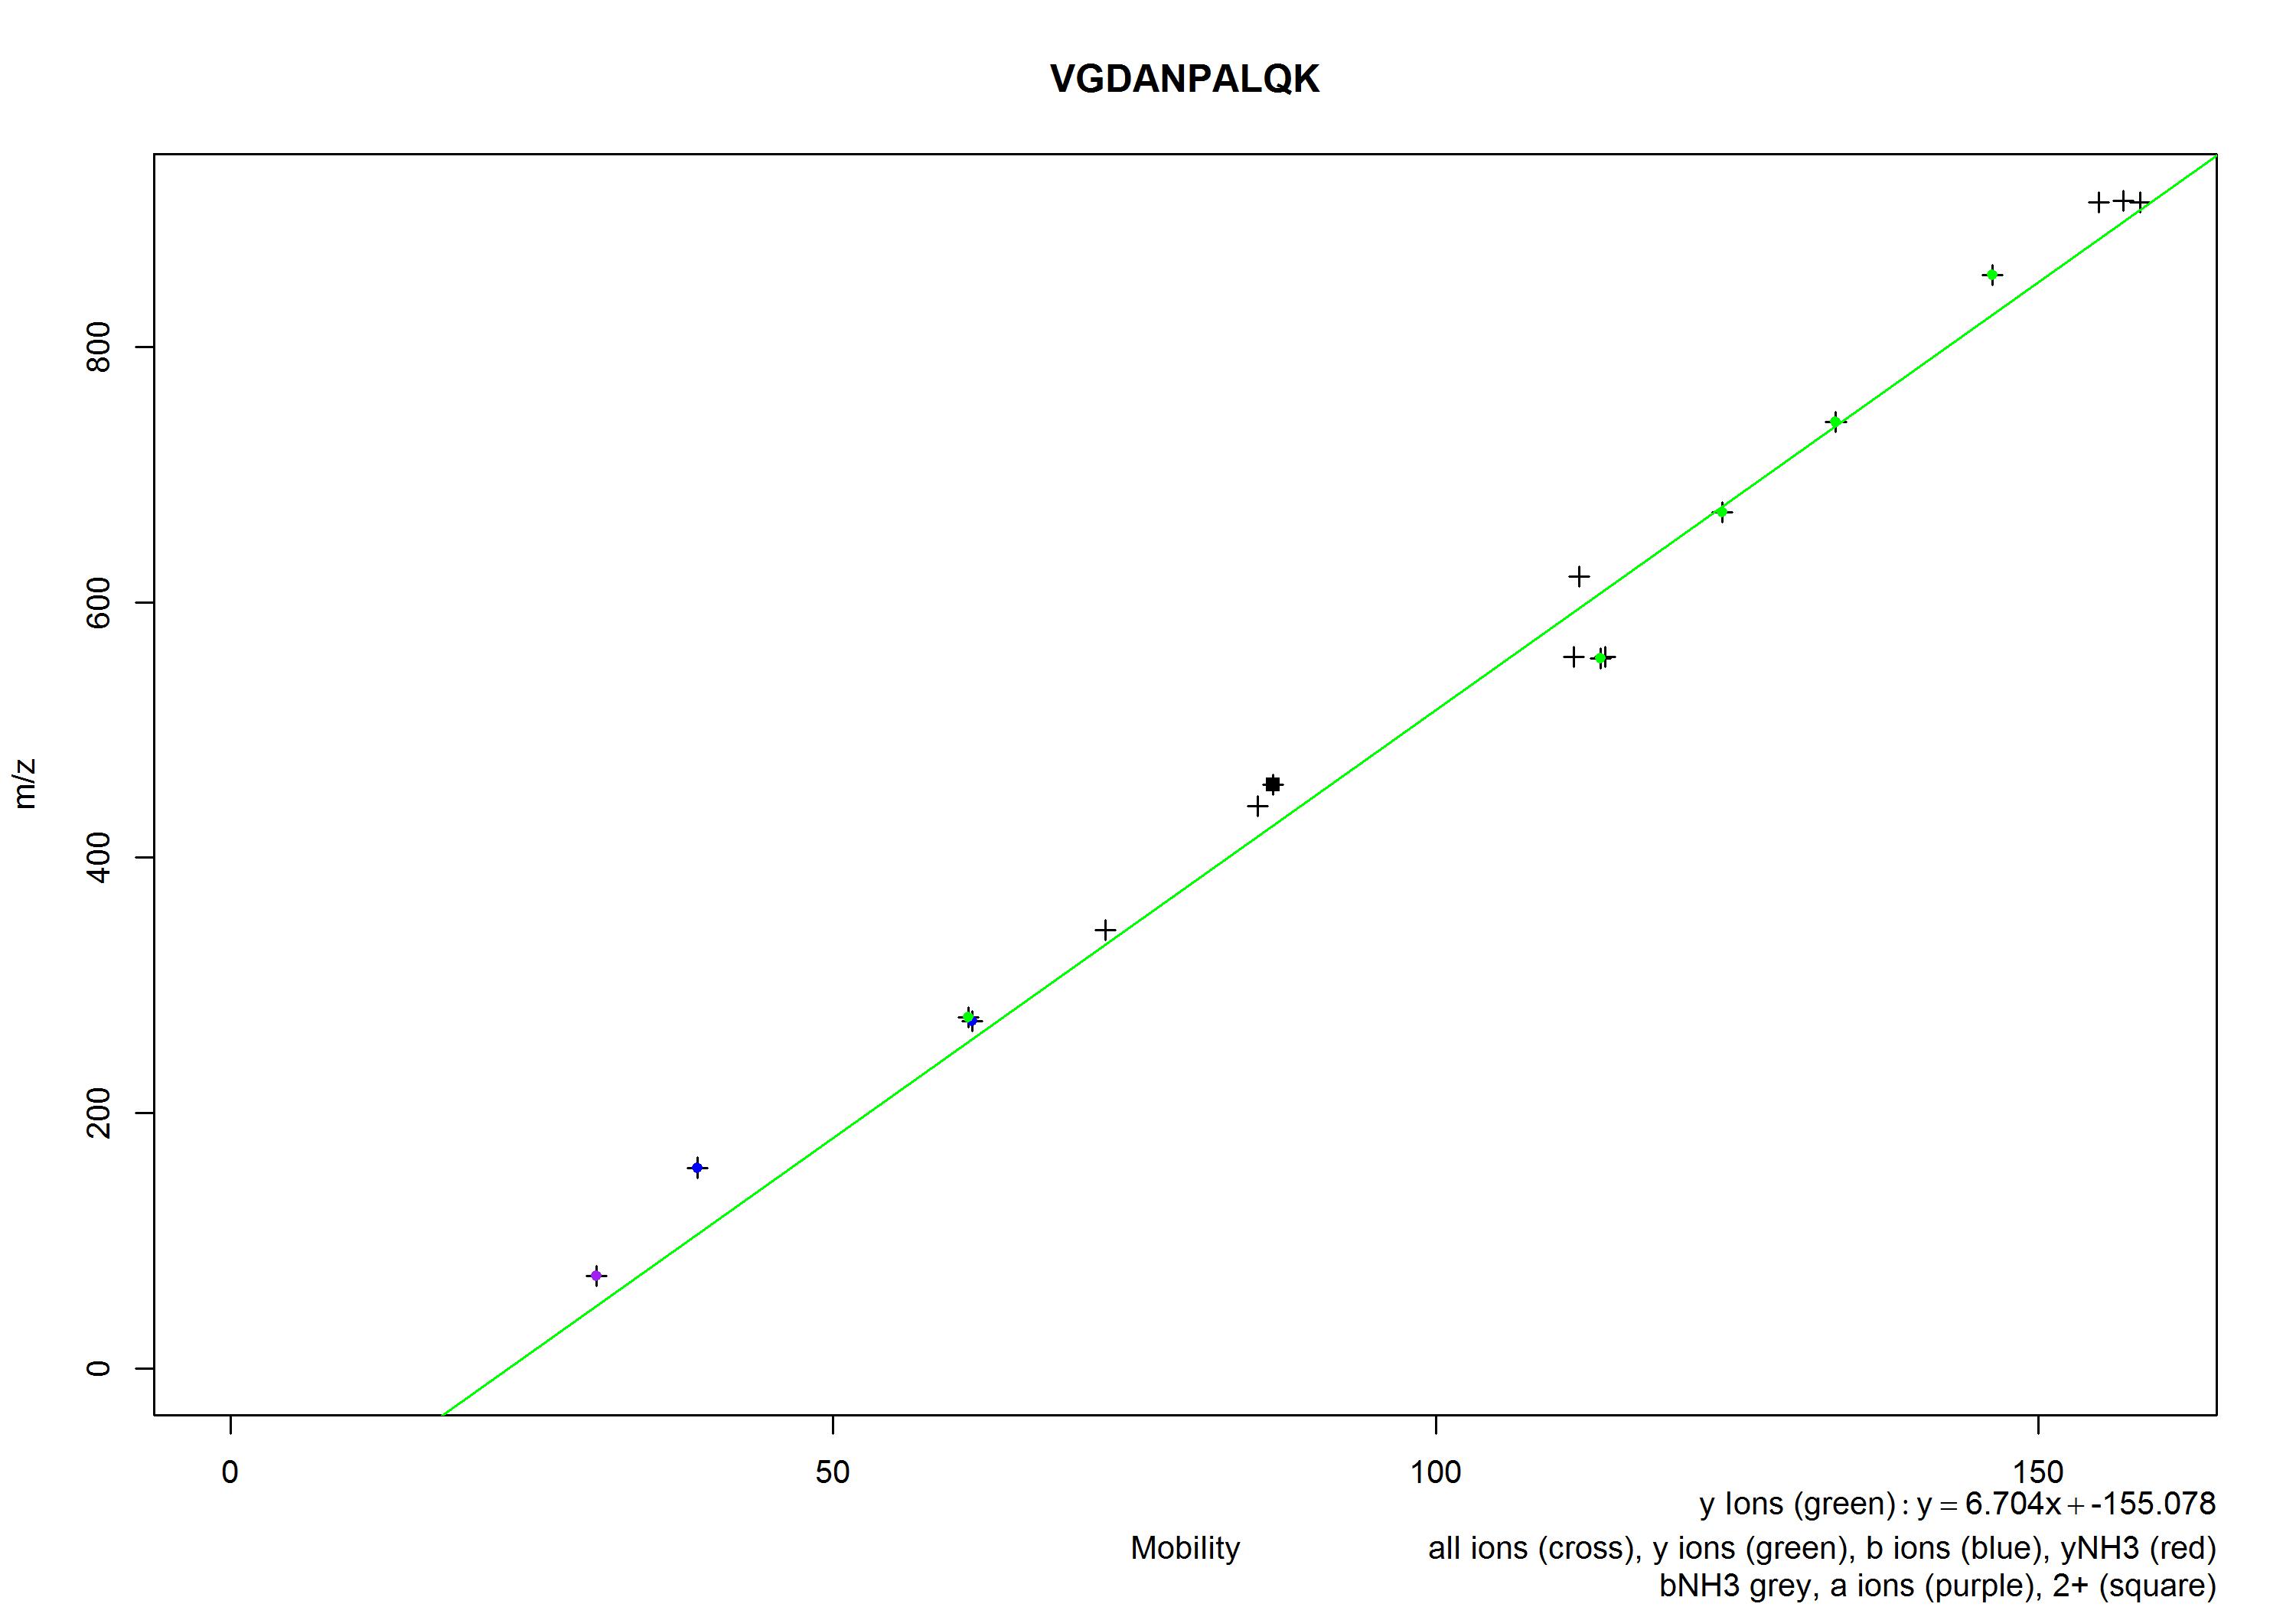 VGDANPALQK
m/z
800
600
400
200
0
0 50 100 150
y Ions (green) : y = 6.704x + -155.078
Mobility
all ions (cross), y ions (green), b ions (blue), yNH3 (red)
bNH3 grey, a ions (purple), 2+ (square)